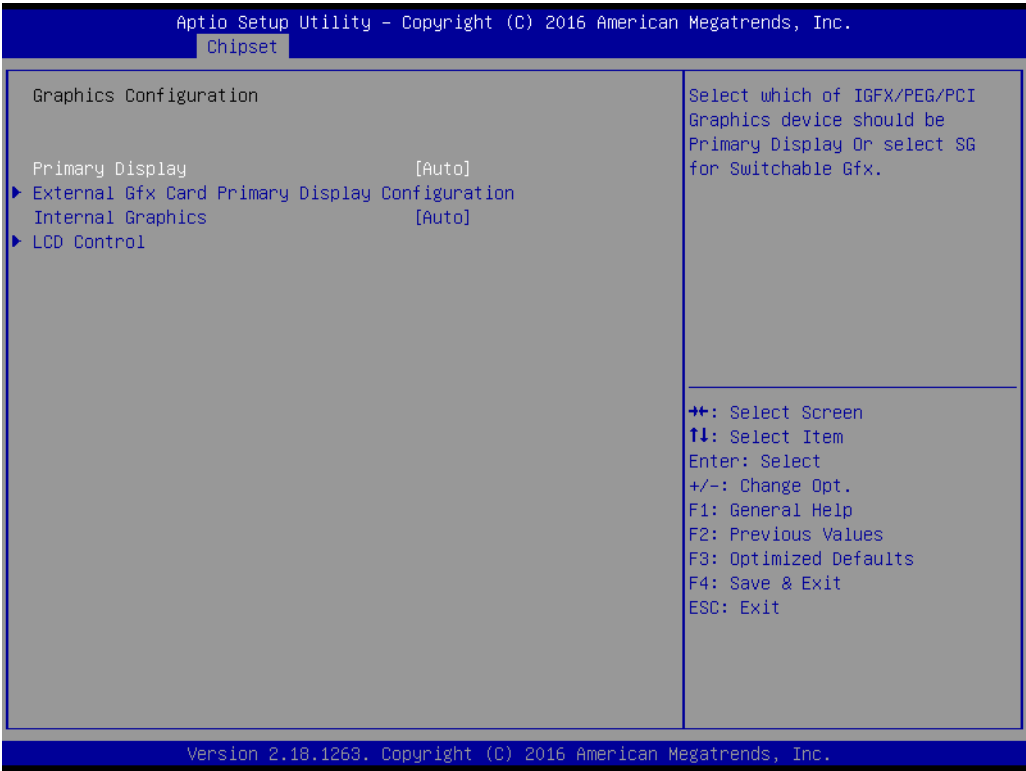 Aptio Setup Utility – Copyright (C) 2016 American Megatrends, Inc.
Chipset
Graphics Configuration
Primary Display [Auto]
External Gfx Card Primary Display Configuration
Internal Graphics [Auto]
LCD Control
Select which of IGFX/PEG/PCI
Graphics device should be
Primary Display Or select SG
for Switchable Gfx.
→←: Select Screen
↑↓: Select Item
Enter: Select
+/-: Change Opt.
F1: General Help
F2: Previous Values
F3: Optimized Defaults
F4: Save & Exit
ESC: Exit
Version 2.18.1263. Copyright (C) 2016 American Megatrends, Inc.